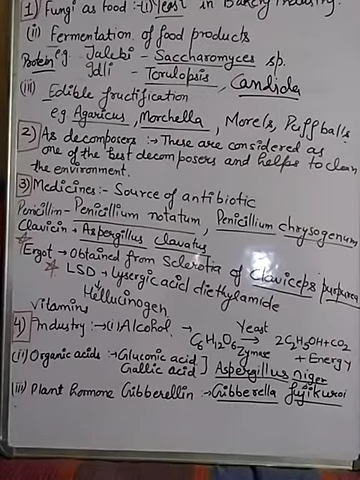 1) Fungi as food :- (i) Yeast in Bakery Industry.
(ii) Fermentation of food products
Protein e.g. Jalebi - Saccharomyces sp.
Idli - Torulopsis, Candida
(iii) Edible fructification
e.g Agaricus, Morchella, Morels, Puffballs
2) As decomposers :→ These are considered as
one of the best decomposers and helps to clean
the environment.
3) Medicines:- Source of antibiotic
Penicillin - Penicillium notatum, Penicillium chrysogenum
Clavicin → Aspergillus clavatus
Ergot → Obtained from Sclerotia of Claviceps purpurea
LSD → Lysergic acid diethylamide
Hellucinogen
Vitamins
4) Industry :→ (i) Alcohol → C6H12O6 Yeast → Zymase 2C2H5OH + CO2
+ Energy
(ii) Organic acids :→ Gluconic acid
Gallic acid ] Aspergillus niger
(iii) Plant Hormone Gibberellin :→ Gibberella fujikuroi